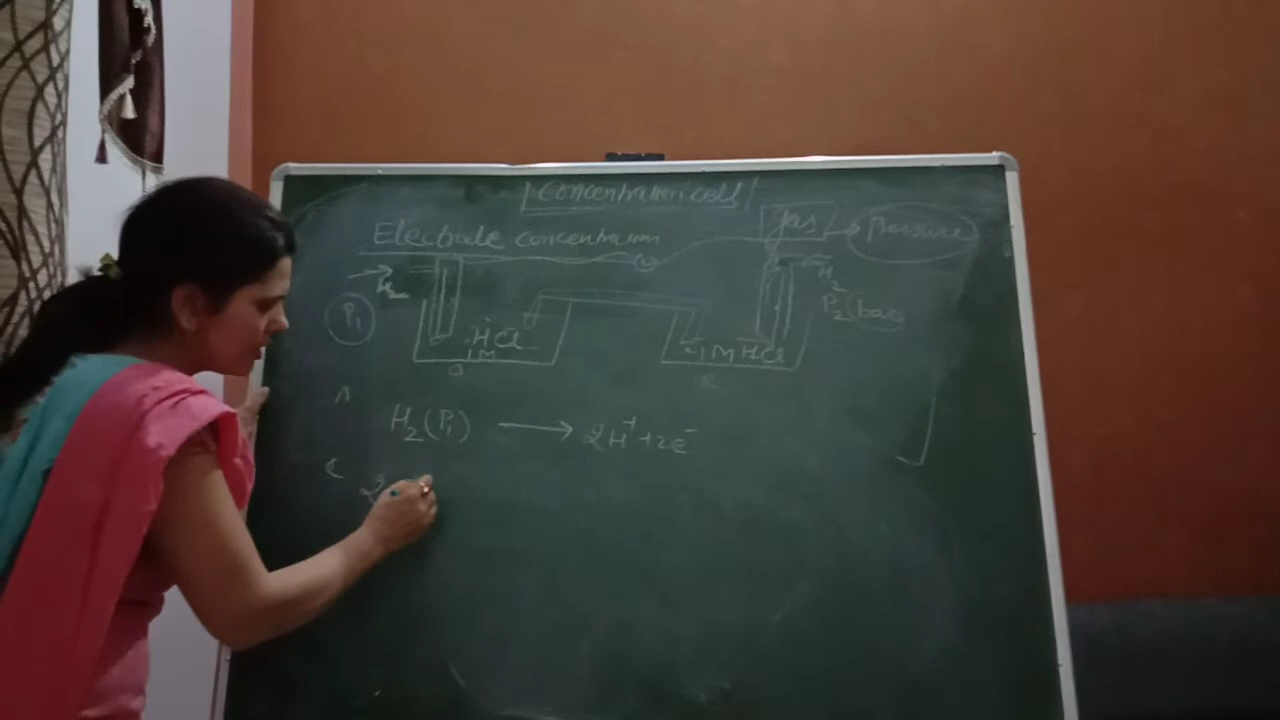 Concentration cell
gas → Pressure
Electrode concentration
H2
H2
P1
P2 (bar)
HCl
1M
1M HCl
A
H2(P1) → 2H+ + 2e-
C
2